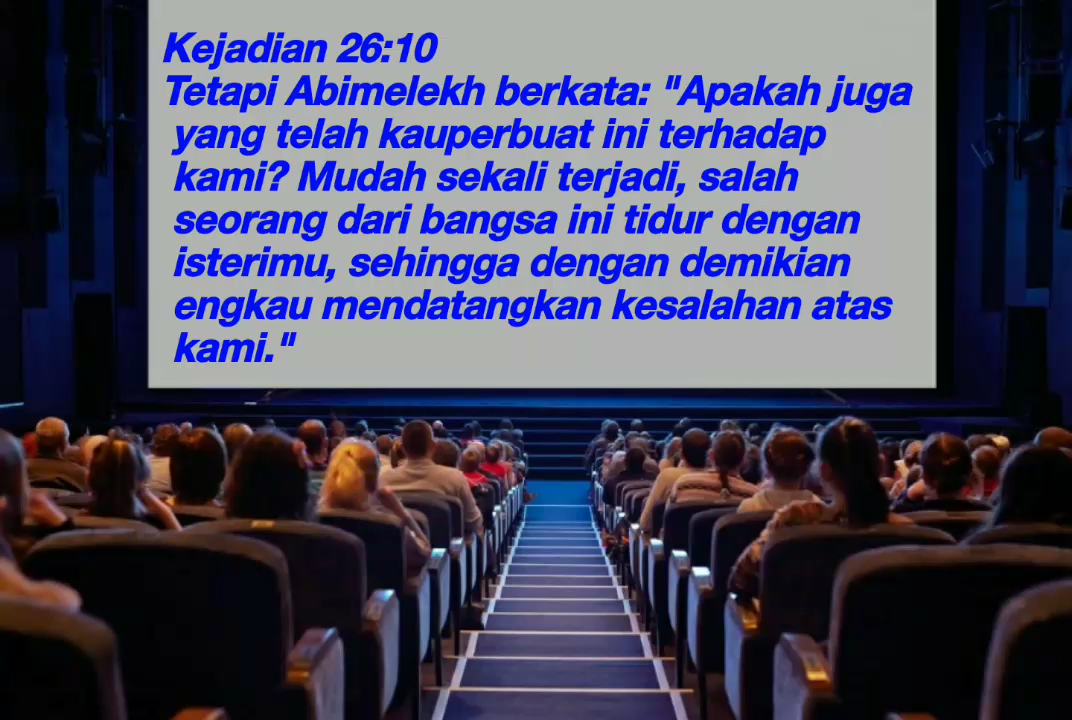 Kejadian 26:10
Tetapi Abimelekh berkata: "Apakah juga
yang telah kauperbuat ini terhadap
kami? Mudah sekali terjadi, salah
seorang dari bangsa ini tidur dengan
isterimu, sehingga dengan demikian
engkau mendatangkan kesalahan atas
kami."